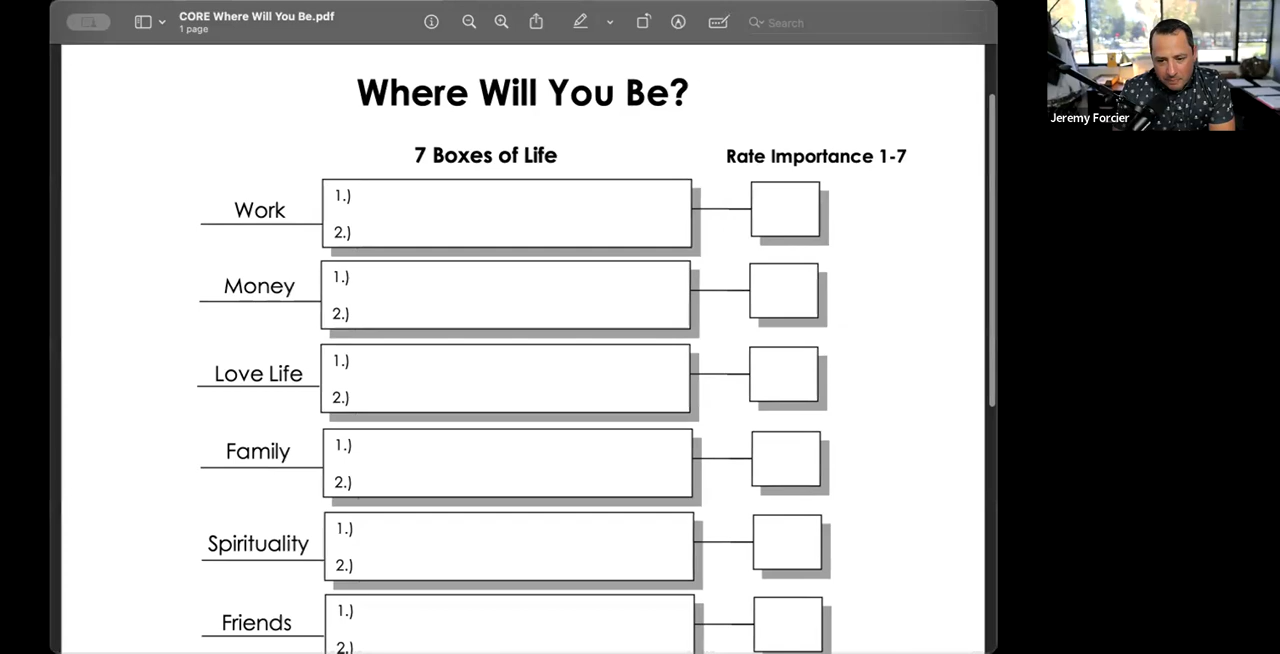 CORE Where Will You Be.pdf
1 page
Search
Where Will You Be?
7 Boxes of Life
Rate Importance 1-7
Work
1.)
2.)
Money
1.)
2.)
Love Life
1.)
2.)
Family
1.)
2.)
Spirituality
1.)
2.)
Friends
1.)
2.)
Jeremy Forcier